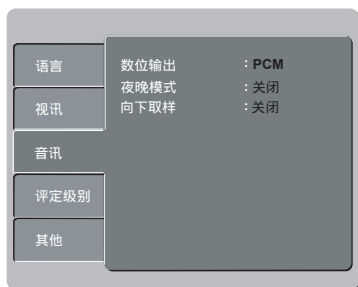 语言
视讯
音讯
评定级别
其他
数位输出 : PCM
夜晚模式 : 关闭
向下取样 : 关闭